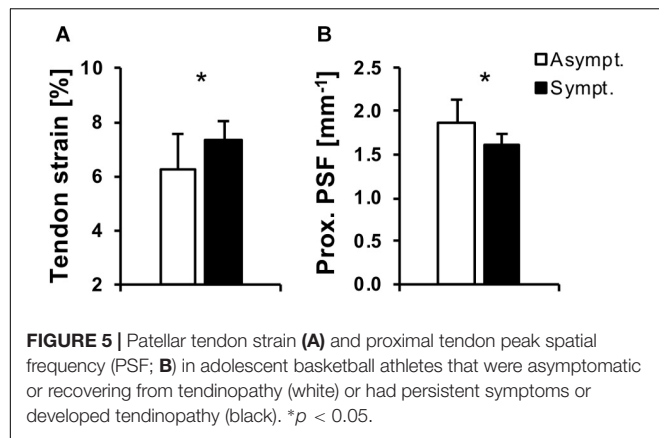 A
B
Tendon strain [%]
10
8
6
4
2
*
Prox. PSF [mm⁻¹]
2.5
2.0
1.5
1.0
0.5
0.0
*
Asympt.
Sympt.
FIGURE 5 | Patellar tendon strain (A) and proximal tendon peak spatial
frequency (PSF; B) in adolescent basketball athletes that were asymptomatic
or recovering from tendinopathy (white) or had persistent symptoms or
developed tendinopathy (black). *p < 0.05.